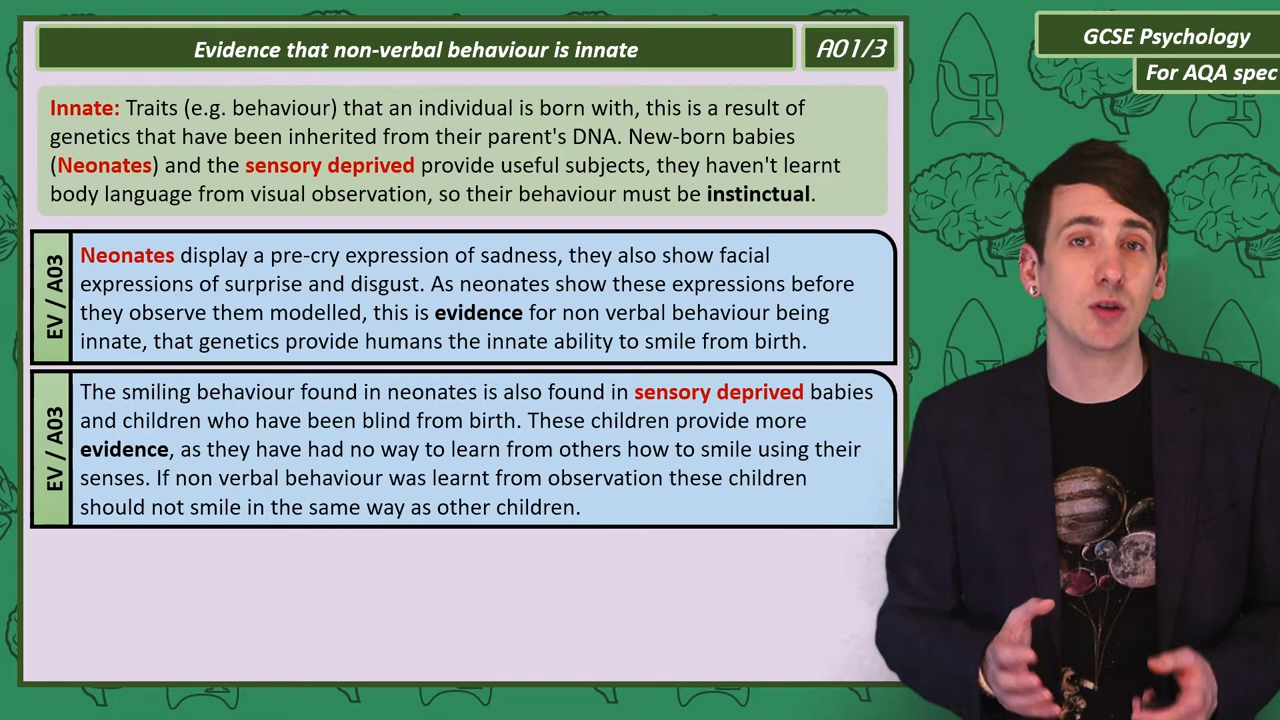 Evidence that non-verbal behaviour is innate
A01/3
GCSE Psychology
For AQA spec
Innate: Traits (e.g. behaviour) that an individual is born with, this is a result of
genetics that have been inherited from their parent's DNA. New-born babies
(Neonates) and the sensory deprived provide useful subjects, they haven't learnt
body language from visual observation, so their behaviour must be instinctual.
EV / A03
Neonates display a pre-cry expression of sadness, they also show facial
expressions of surprise and disgust. As neonates show these expressions before
they observe them modelled, this is evidence for non verbal behaviour being
innate, that genetics provide humans the innate ability to smile from birth.
EV / A03
The smiling behaviour found in neonates is also found in sensory deprived babies
and children who have been blind from birth. These children provide more
evidence, as they have had no way to learn from others how to smile using their
senses. If non verbal behaviour was learnt from observation these children
should not smile in the same way as other children.